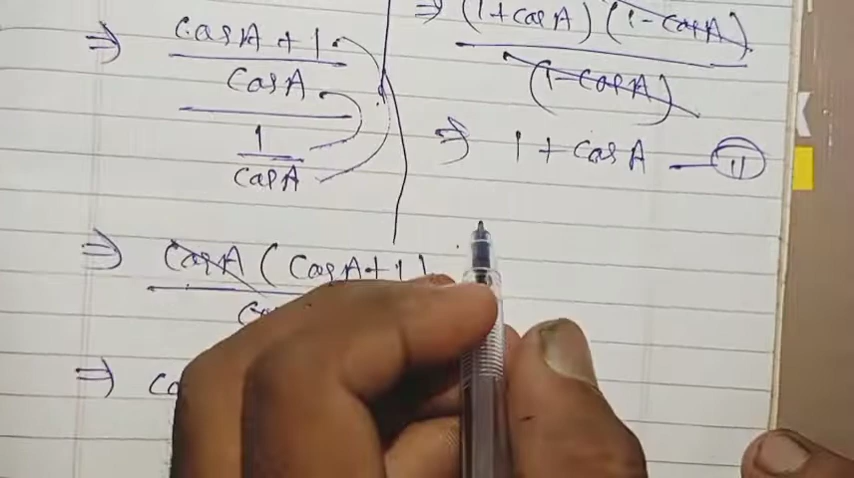 ⇒ cosA + 1
cosA
1
cosA
⇒ cosA (cosA+1)
⇒
⇒ (1+cosA) (1-cosA)
(1-cosA)
⇒ 1 + cosA — II